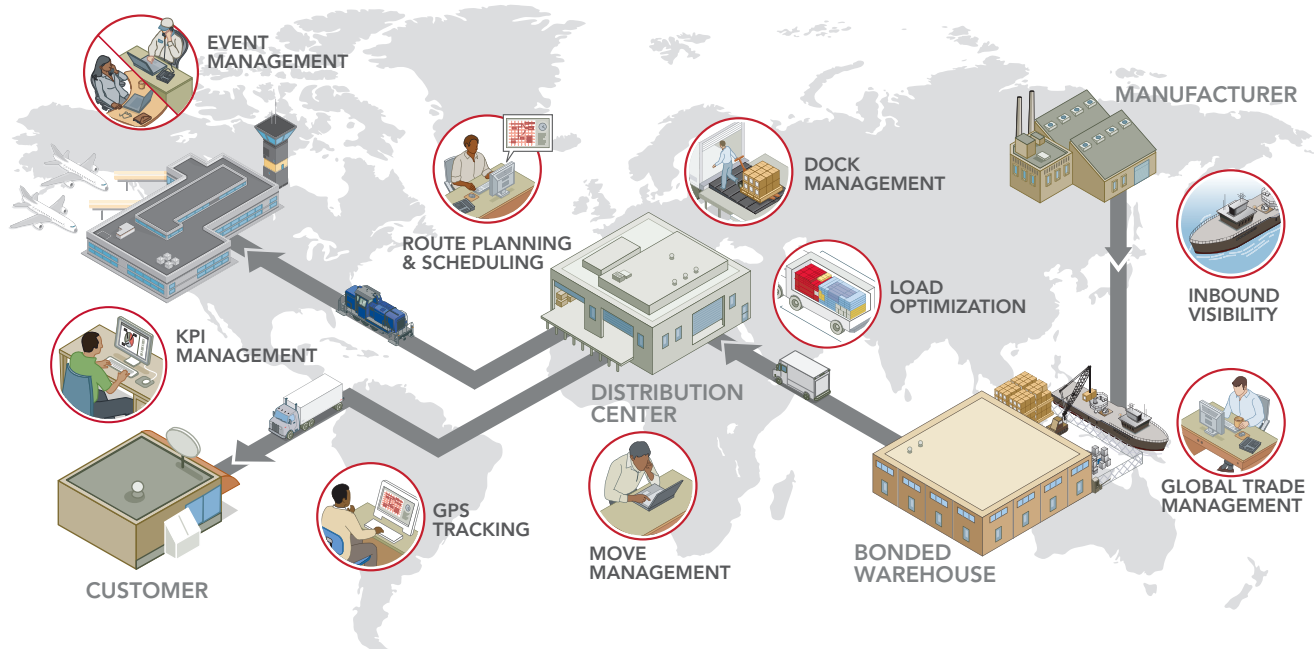 EVENT
MANAGEMENT
MANUFACTURER
DOCK
MANAGEMENT
ROUTE PLANNING
& SCHEDULING
LOAD
OPTIMIZATION
INBOUND
VISIBILITY
KPI
MANAGEMENT
DISTRIBUTION
CENTER
GLOBAL TRADE
MANAGEMENT
GPS
TRACKING
MOVE
MANAGEMENT
BONDED
WAREHOUSE
CUSTOMER